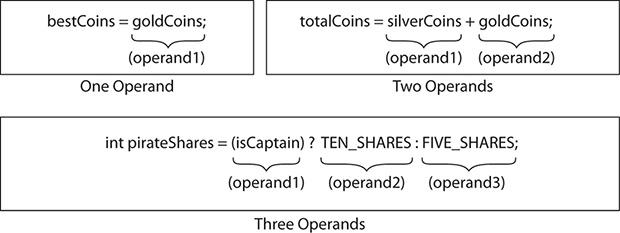 bestCoins = goldCoins;
(operand1)
One Operand
totalCoins = silverCoins + goldCoins;
(operand1) (operand2)
Two Operands
int pirateShares = (isCaptain) ? TEN_SHARES : FIVE_SHARES;
(operand1) (operand2) (operand3)
Three Operands